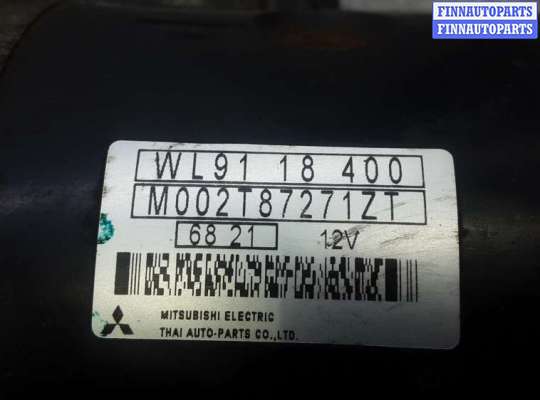 FINNAUTOPARTS
FINNAUTOPARTS
WL91 18 400
M002T87271ZT
68 21 12V
MITSUBISHI ELECTRIC
THAI AUTO-PARTS CO.,LTD.